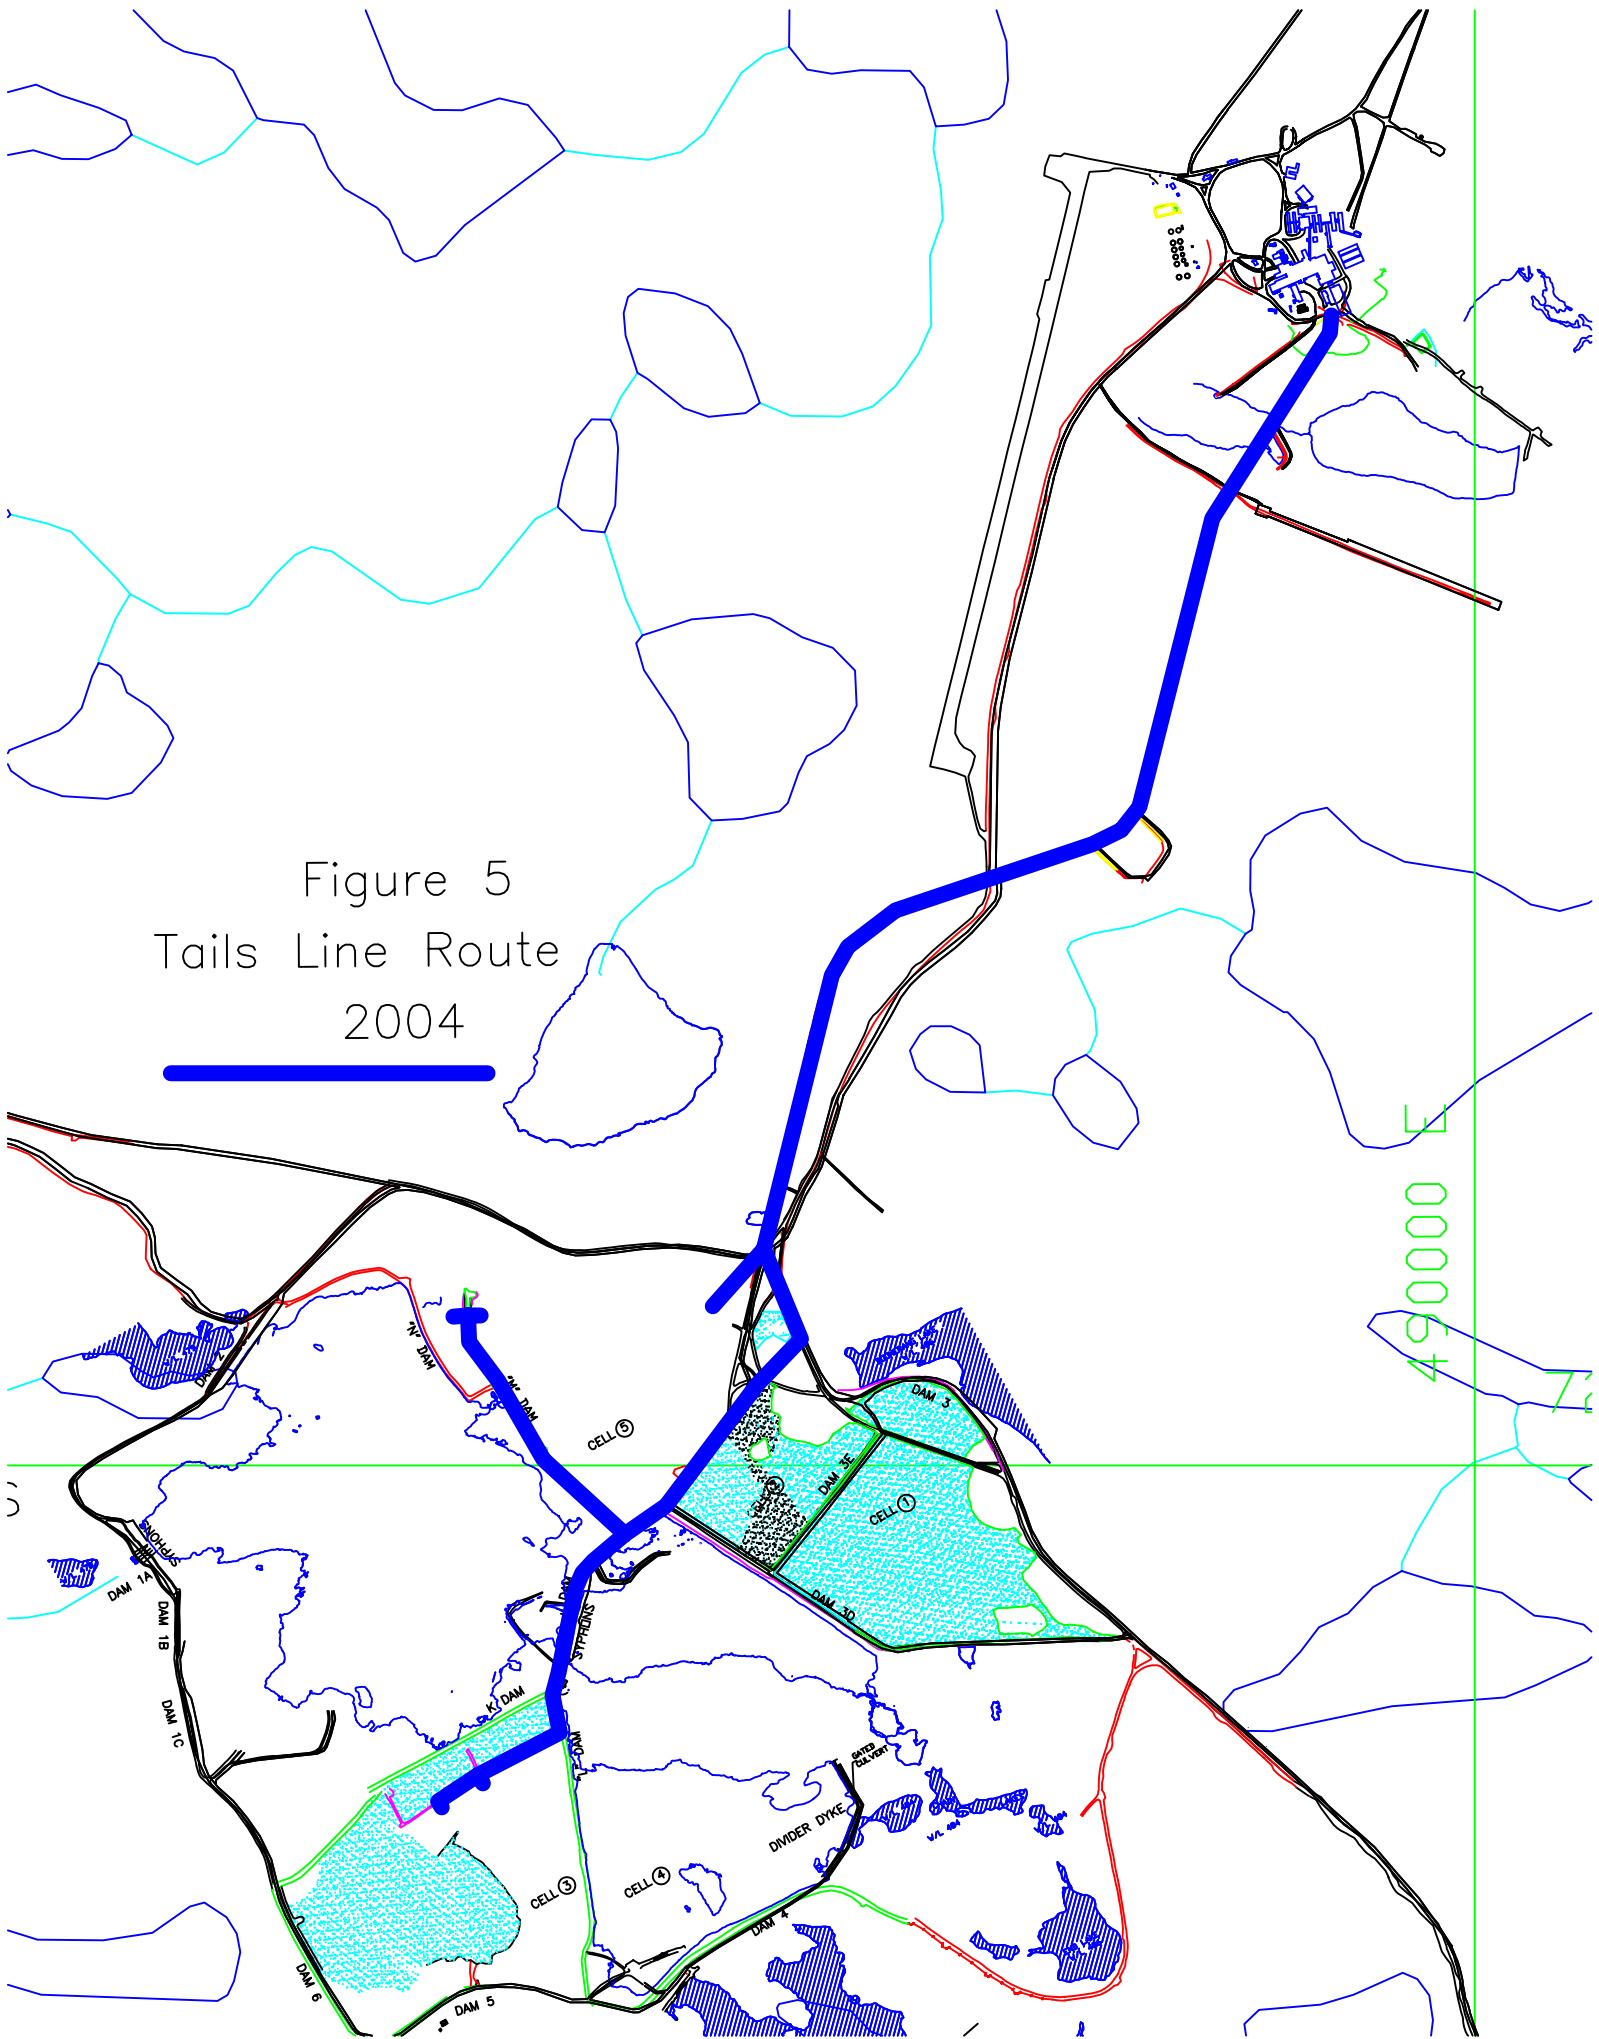 Figure 5
Tails Line Route
2004
490000 E
"N" DAM
"M" DAM
DAM 2
CELL 5
DAM 3
DAM 3E
CELL 1
DAM 3D
SYPHONS
DAM 1A
DAM 1B
DAM 1C
DAM
SYPHONS
K DAM
DAM
GATED
CULVERT
DIVIDER DYKE
W/L 404
CELL 3
CELL 4
DAM 4
DAM 5
DAM 6